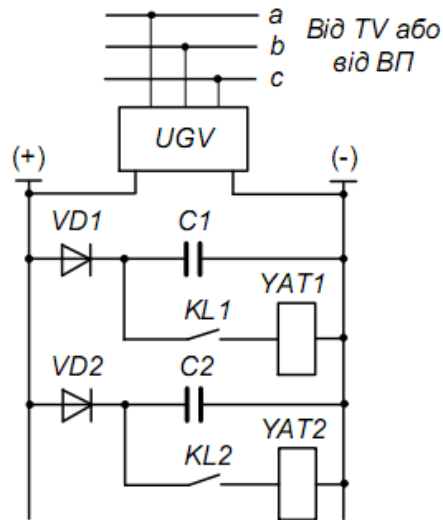 a
Від TV або
b
від ВП
c
UGV
(+)
(-)
VD1
C1
YAT1
KL1
VD2
C2
YAT2
KL2